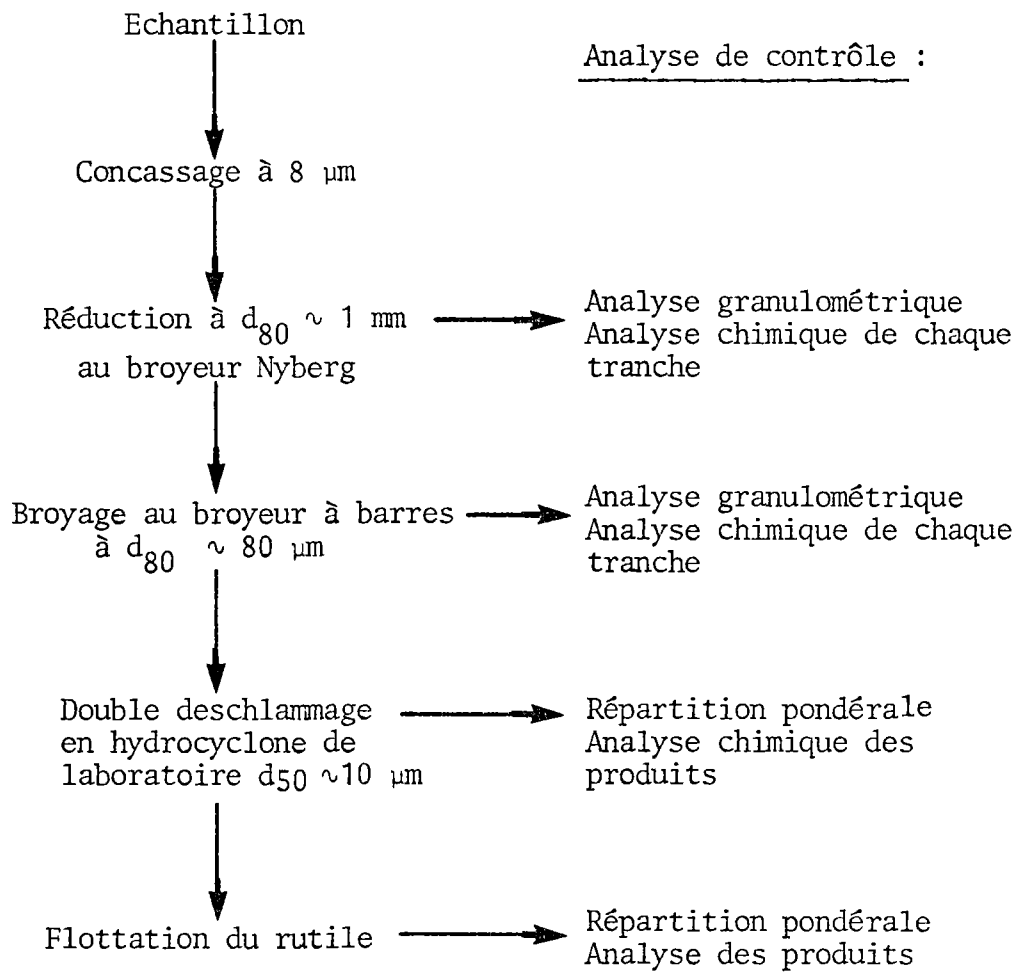 Echantillon
Analyse de contrôle :
Concassage à 8 µm
Réduction à d80 ~ 1 mm
au broyeur Nyberg
Analyse granulométrique
Analyse chimique de chaque
tranche
Broyage au broyeur à barres
à d80 ~ 80 µm
Analyse granulométrique
Analyse chimique de chaque
tranche
Double deschlammage
en hydrocyclone de
laboratoire d50 ~10 µm
Répartition pondérale
Analyse chimique des
produits
Flottation du rutile
Répartition pondérale
Analyse des produits